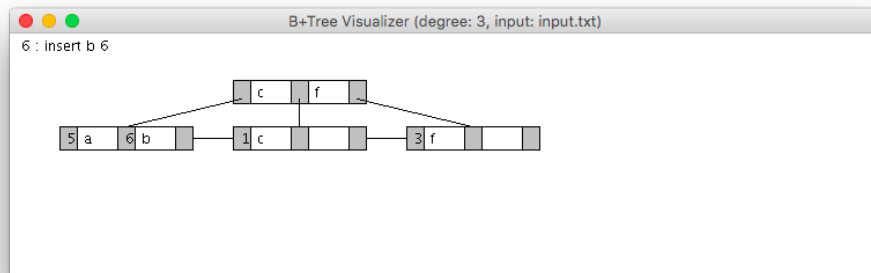 B+Tree Visualizer (degree: 3, input: input.txt)
6 : insert b 6
c f
5 a 6 b 1 c 3 f